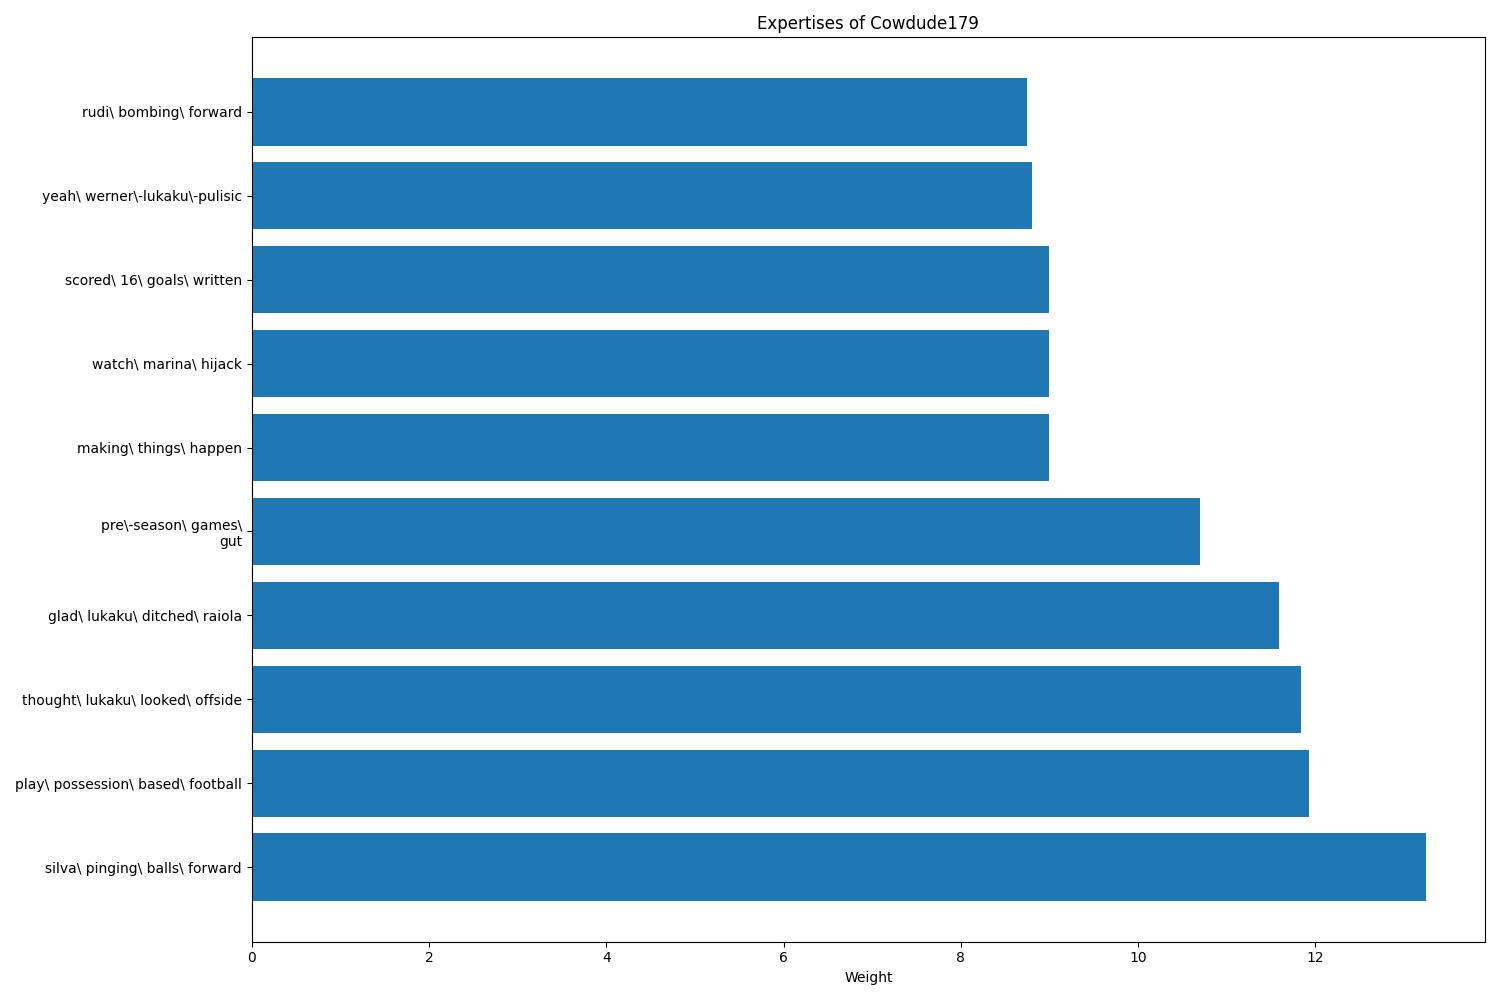 Expertises of Cowdude179
rudi\ bombing\ forward
yeah\ werner\-lukaku\-pulisic
scored\ 16\ goals\ written
watch\ marina\ hijack
making\ things\ happen
pre\-season\ games\
gut
glad\ lukaku\ ditched\ raiola
thought\ lukaku\ looked\ offside
play\ possession\ based\ football
silva\ pinging\ balls\ forward
0 2 4 6 8 10 12
Weight